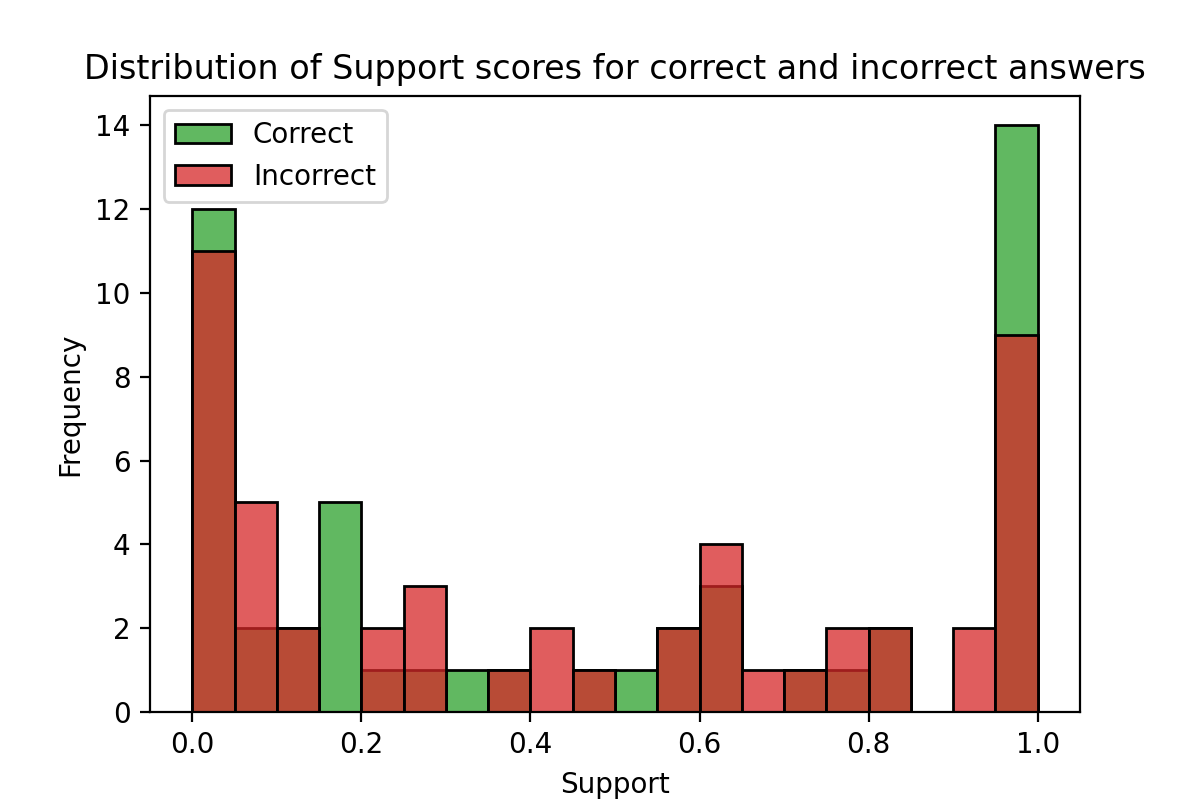 Distribution of Support scores for correct and incorrect answers
Correct
Incorrect
14
12
10
8
6
4
2
0
Frequency
0.0 0.2 0.4 0.6 0.8 1.0
Support